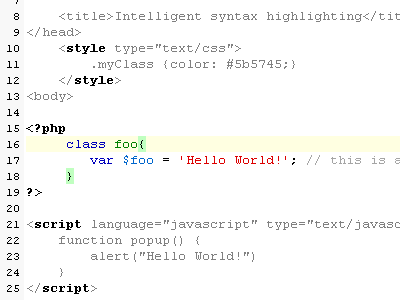 7
8 <title>Intelligent syntax highlighting</tit
9 </head>
10 <style type="text/css">
11 .myClass {color: #5b5745;}
12 </style>
13 <body>
14
15 <?php
16 class foo{
17 var $foo = 'Hello World!'; // this is a
18 }
19 ?>
20
21 <script language="javascript" type="text/javasc
22 function popup() {
23 alert("Hello World!")
24 }
25 </script>